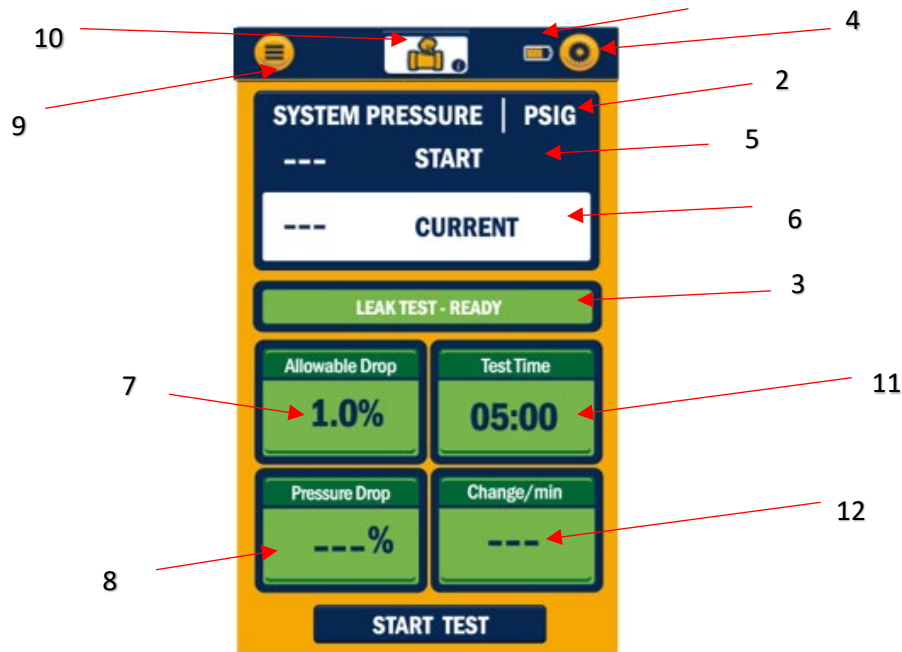 10
4
9
2
SYSTEM PRESSURE | PSIG
5
--- START
6
--- CURRENT
3
LEAK TEST - READY
Allowable Drop
Test Time
7
11
1.0%
05:00
Pressure Drop
Change/min
12
---%
---
8
START TEST